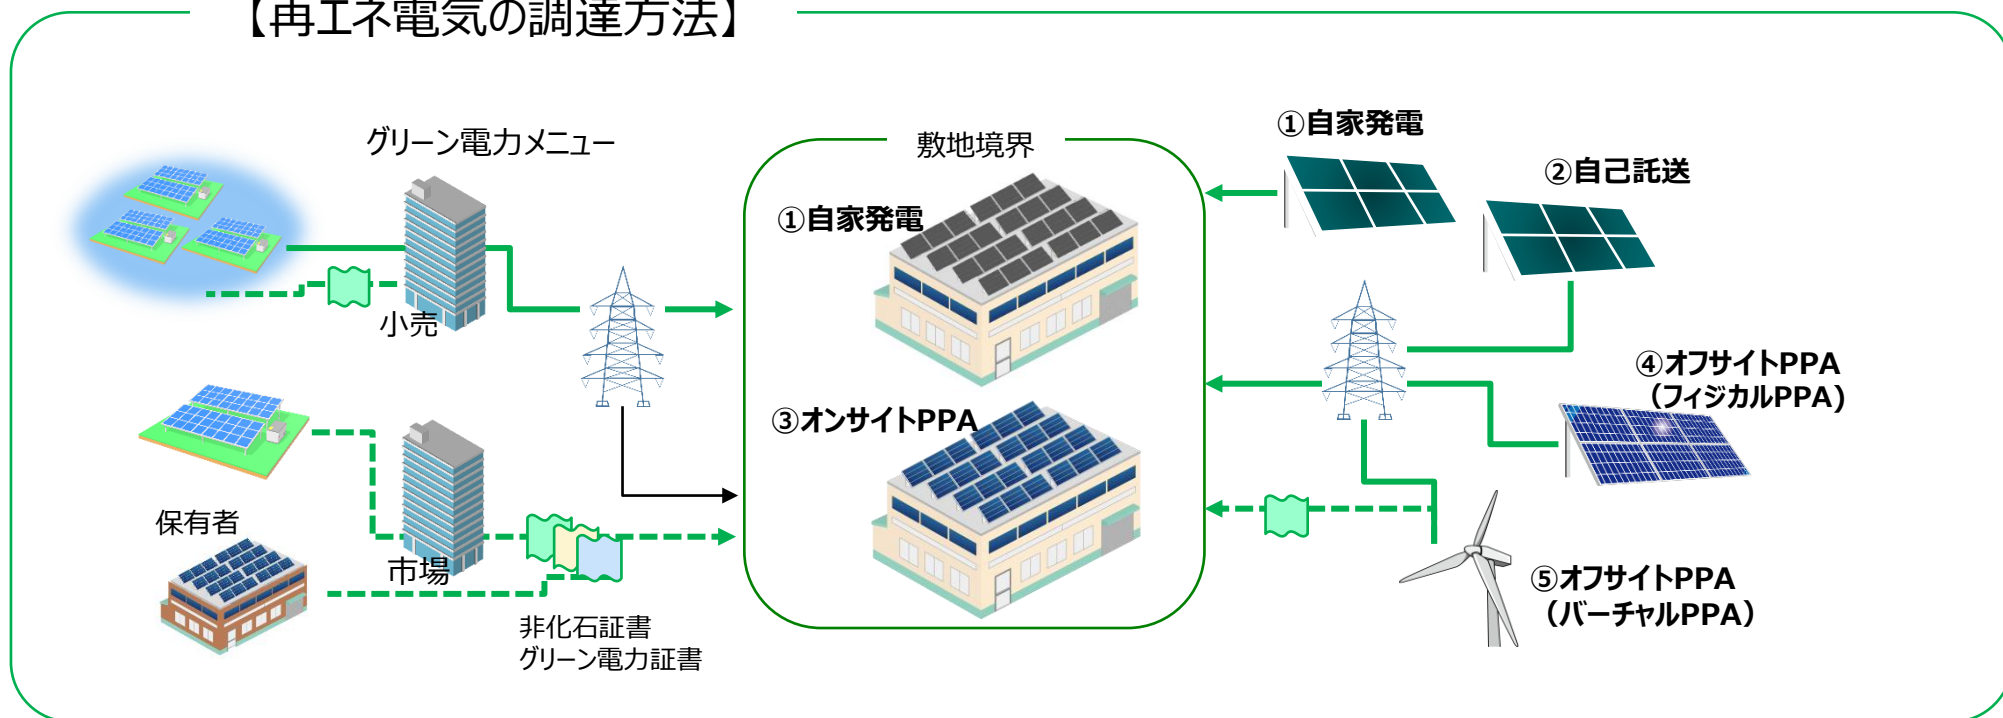 【再エネ電気の調達方法】
グリーン電力メニュー
小売
保有者
市場
非化石証書
グリーン電力証書
敷地境界
①自家発電
③オンサイトPPA
①自家発電
②自己託送
④オフサイトPPA
（フィジカルPPA）
⑤オフサイトPPA
（バーチャルPPA）